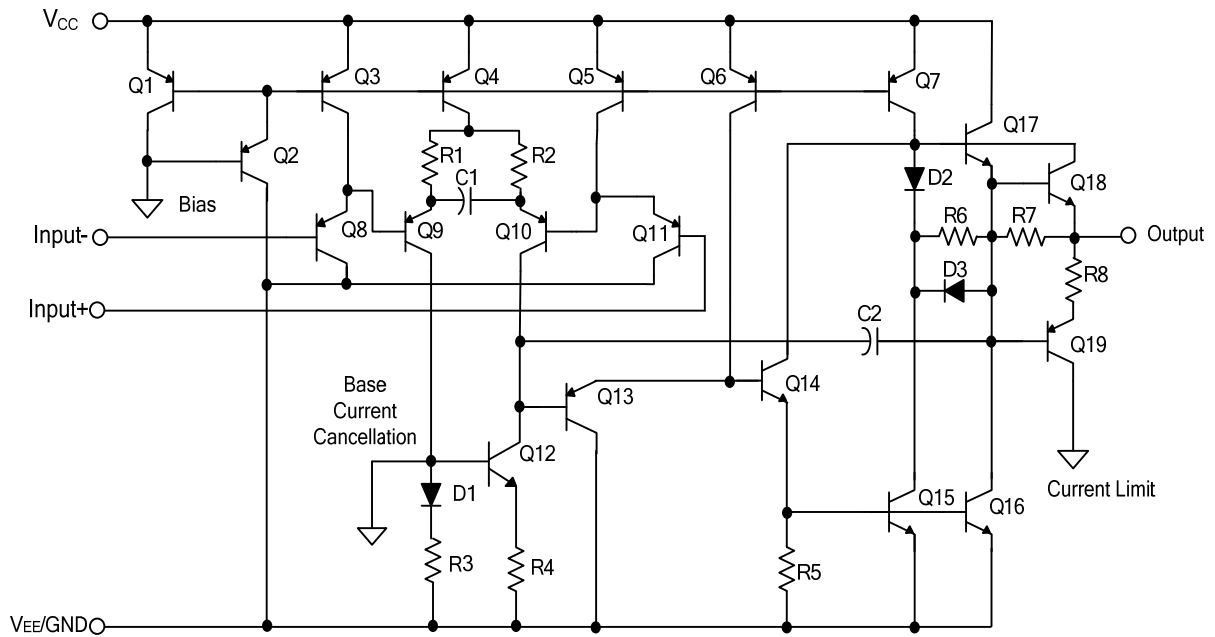 VCC
Q1
Q3
Q4
Q5
Q6
Q7
Q17
Q2
R1
R2
C1
D2
Q18
Bias
Input-
Q8
Q9
Q10
Q11
R6
R7
Output
D3
R8
Input+
C2
Q19
Base
Current
Cancellation
Q13
Q14
Q12
D1
Q15
Q16
Current Limit
R3
R4
R5
VEE/GND